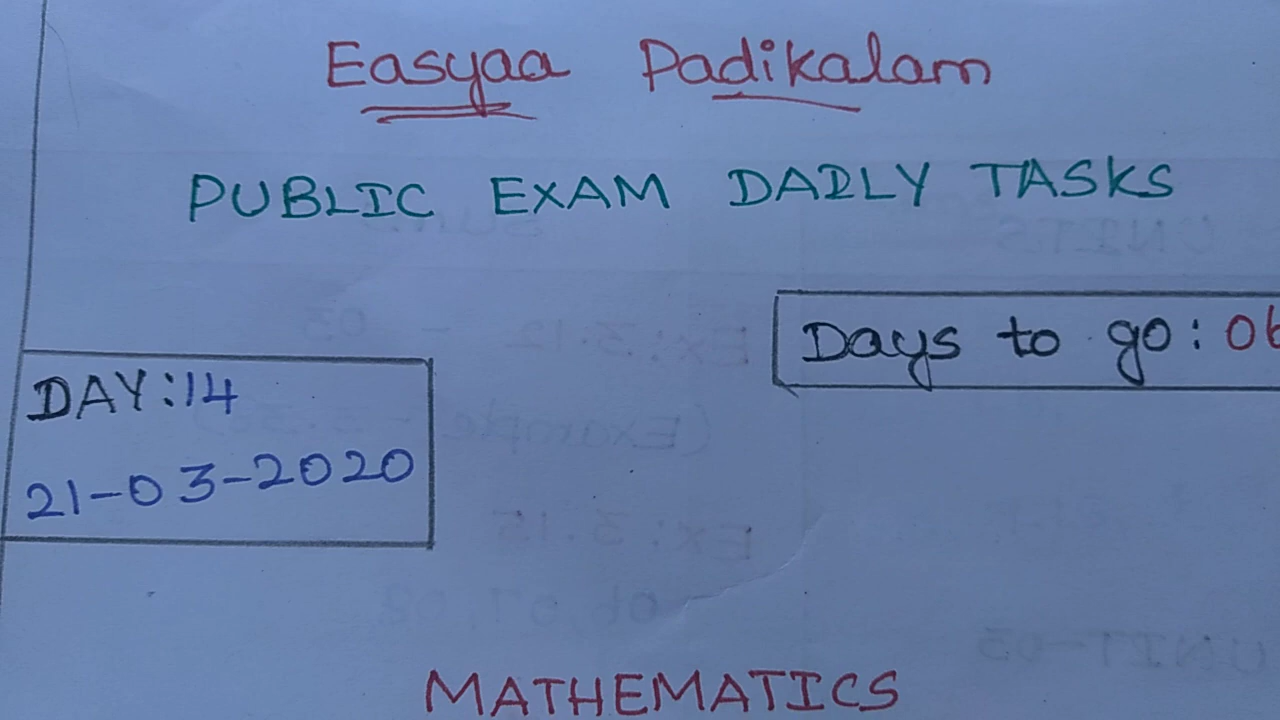 Easyaa Padikalam
PUBLIC EXAM DAILY TASKS
Days to go: 06
DAY:14
21-03-2020
MATHEMATICS